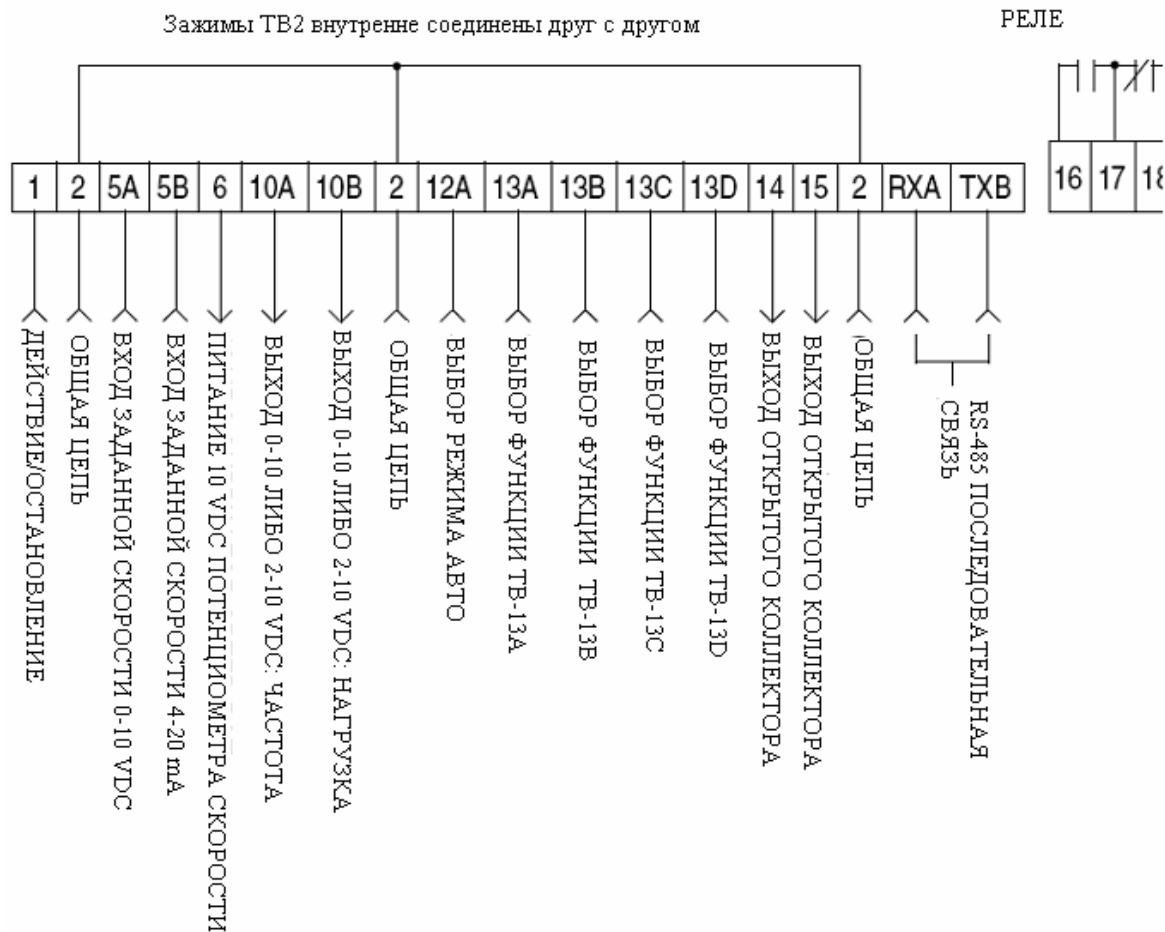 Зажимы ТВ2 внутренне соединены друг с другом
РЕЛЕ
1 2 5A 5B 6 10A 10B 2 12A 13A 13B 13C 13D 14 15 2 RXA TXB
16 17 18
ДЕЙСТВИЕ/ОСТАНОВЛЕНИЕ
ОБЩАЯ ЦЕПЬ
ВХОД ЗАДАННОЙ СКОРОСТИ 0-10 VDC
ВХОД ЗАДАННОЙ СКОРОСТИ 4-20 mA
ПИТАНИЕ 10 VDC ПОТЕНЦИОМЕТРА СКОРОСТИ
ВЫХОД 0-10 ЛИБО 2-10 VDC: ЧАСТОТА
ВЫХОД 0-10 ЛИБО 2-10 VDC: НАГРУЗКА
ОБЩАЯ ЦЕПЬ
ВЫБОР РЕЖИМА АВТО
ВЫБОР ФУНКЦИИ ТВ-13A
ВЫБОР ФУНКЦИИ ТВ-13B
ВЫБОР ФУНКЦИИ ТВ-13C
ВЫБОР ФУНКЦИИ ТВ-13D
ВЫХОД ОТКРЫТОГО КОЛЛЕКТОРА
ВЫХОД ОТКРЫТОГО КОЛЛЕКТОРА
ОБЩАЯ ЦЕПЬ
RS-485 ПОСЛЕДОВАТЕЛЬНАЯ
СВЯЗЬ